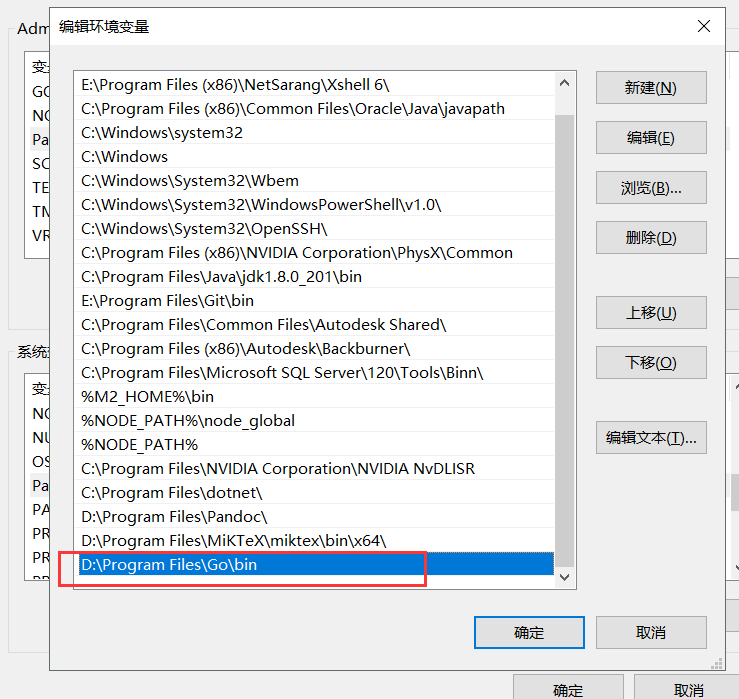 Adm
编辑环境变量
变
GO
NO
Pa
SC
TE
TM
VR
E:\Program Files (x86)\NetSarang\Xshell 6\
C:\Program Files (x86)\Common Files\Oracle\Java\javapath
C:\Windows\system32
C:\Windows
C:\Windows\System32\Wbem
C:\Windows\System32\WindowsPowerShell\v1.0\
C:\Windows\System32\OpenSSH\
C:\Program Files (x86)\NVIDIA Corporation\PhysX\Common
C:\Program Files\Java\jdk1.8.0_201\bin
E:\Program Files\Git\bin
C:\Program Files\Common Files\Autodesk Shared\
C:\Program Files (x86)\Autodesk\Backburner\
C:\Program Files\Microsoft SQL Server\120\Tools\Binn\
%M2_HOME%\bin
%NODE_PATH%\node_global
%NODE_PATH%
C:\Program Files\NVIDIA Corporation\NVIDIA NvDLISR
C:\Program Files\dotnet\
D:\Program Files\Pandoc\
D:\Program Files\MiKTeX\miktex\bin\x64\
D:\Program Files\Go\bin
新建(N)
编辑(E)
浏览(B)...
删除(D)
上移(U)
下移(O)
编辑文本(T)...
系统
变
NO
NU
OS
Pa
PA
PR
PR
确定
取消
确定
取消